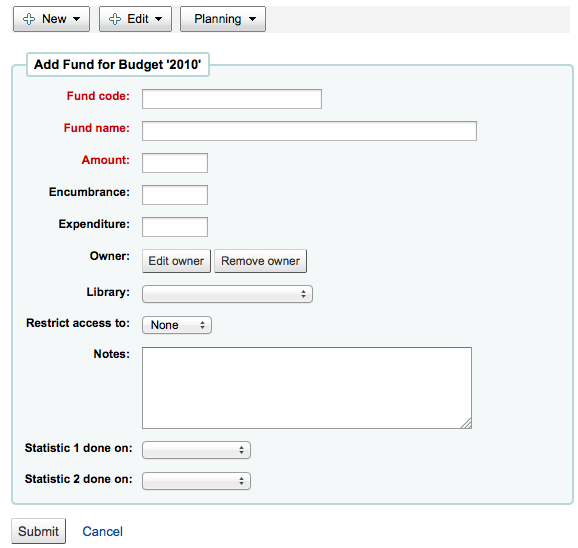 New Edit Planning
Add Fund for Budget '2010'
Fund code:
Fund name:
Amount:
Encumbrance:
Expenditure:
Owner: Edit owner Remove owner
Library:
Restrict access to: None
Notes:
Statistic 1 done on:
Statistic 2 done on:
Submit Cancel